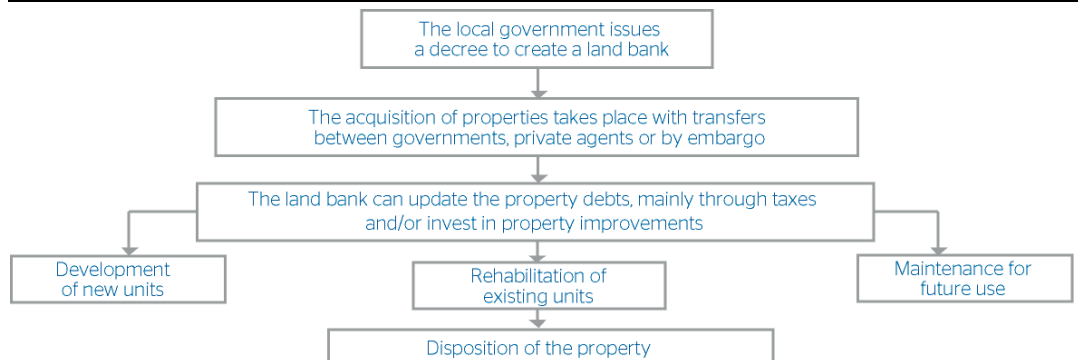 The local government issues
a decree to create a land bank
The acquisition of properties takes place with transfers
between governments, private agents or by embargo
The land bank can update the property debts, mainly through taxes
and/or invest in property improvements
Development
of new units
Rehabilitation of
existing units
Maintenance for
future use
Disposition of the property